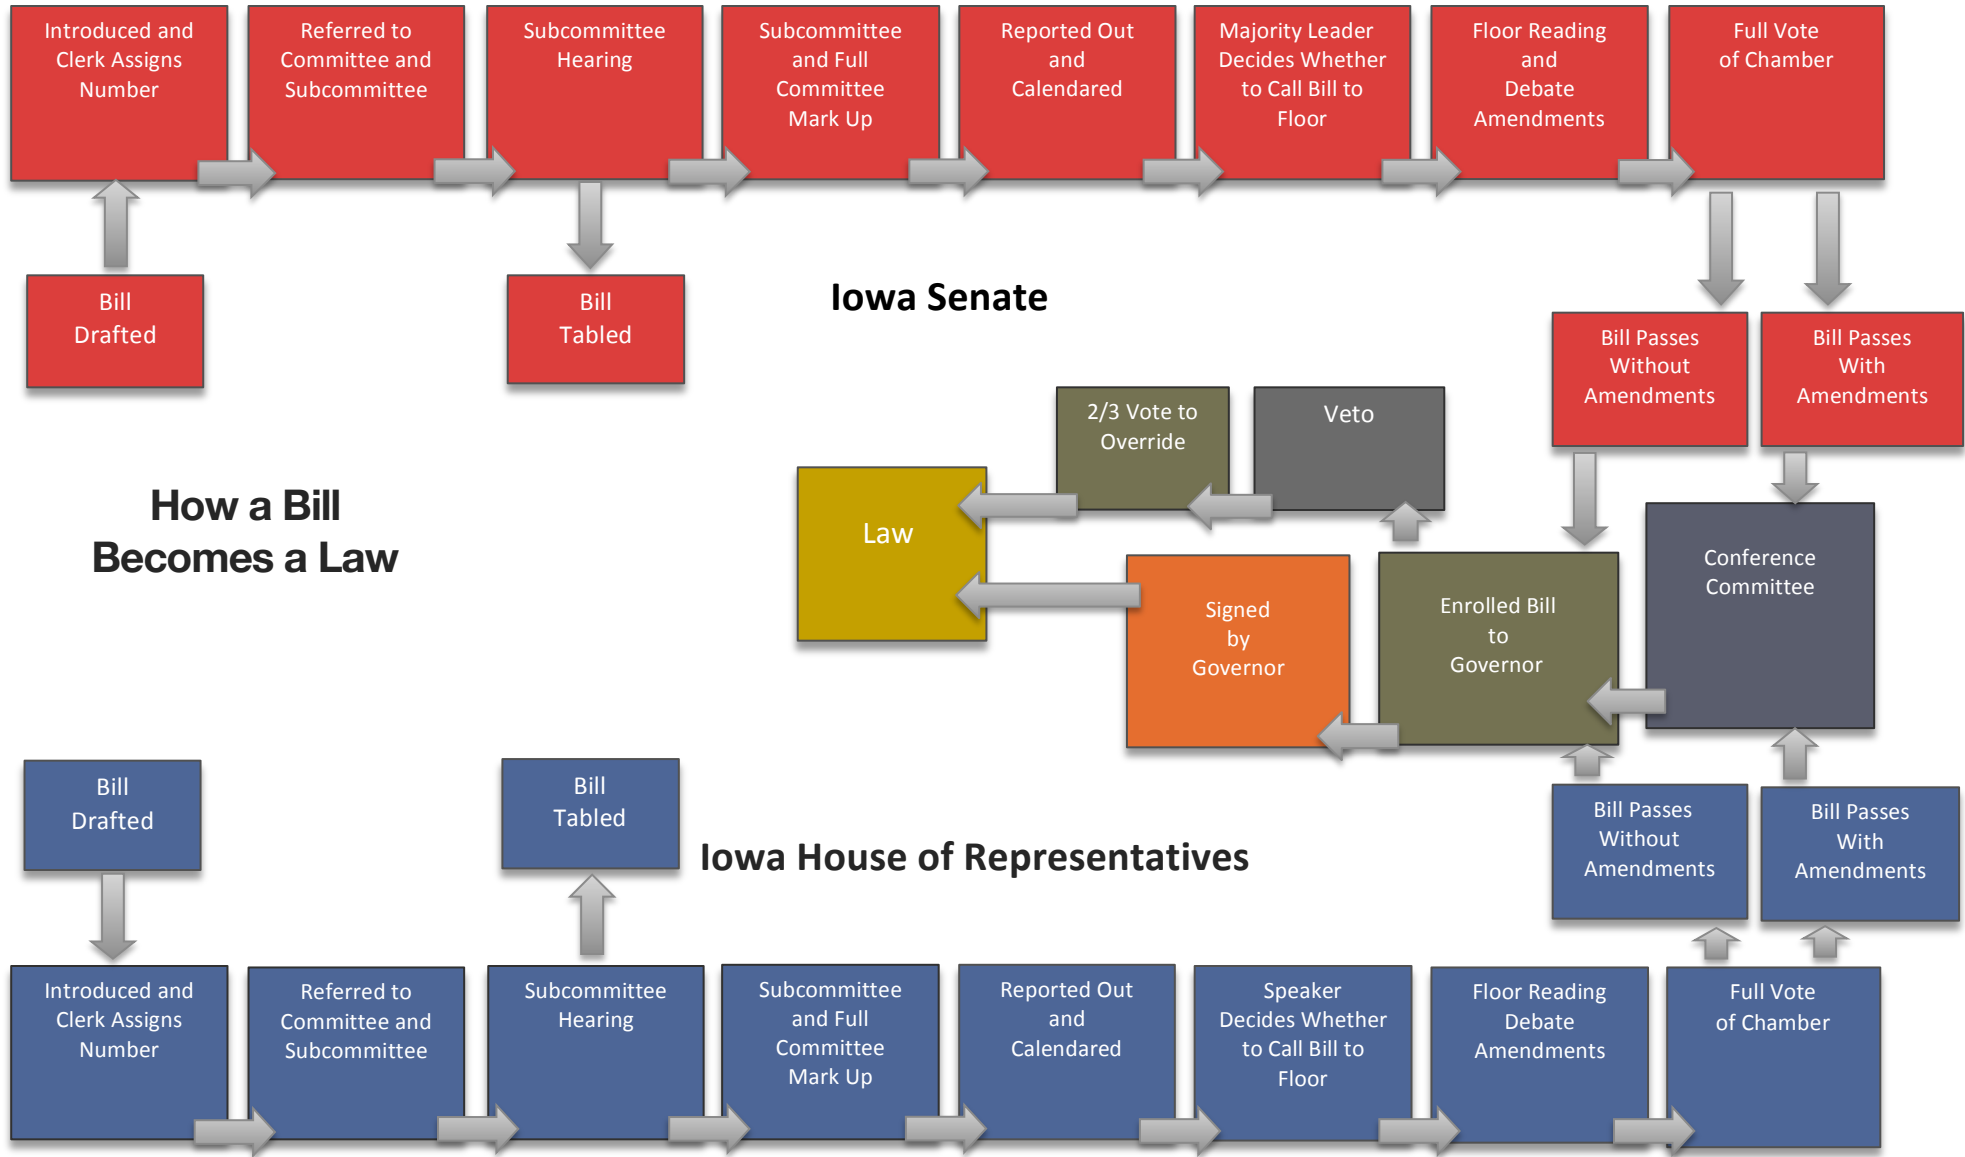 Introduced and
Clerk Assigns
Number
Referred to
Committee and
Subcommittee
Subcommittee
Hearing
Subcommittee
and Full
Committee
Mark Up
Reported Out
and
Calendared
Majority Leader
Decides Whether
to Call Bill to
Floor
Floor Reading
and
Debate
Amendments
Full Vote
of Chamber
Bill
Drafted
Bill
Tabled
Iowa Senate
Bill Passes
Without
Amendments
Bill Passes
With
Amendments
2/3 Vote to
Override
Veto
How a Bill
Becomes a Law
Law
Signed
by
Governor
Enrolled Bill
to
Governor
Conference
Committee
Bill
Drafted
Bill
Tabled
Iowa House of Representatives
Bill Passes
Without
Amendments
Bill Passes
With
Amendments
Introduced and
Clerk Assigns
Number
Referred to
Committee and
Subcommittee
Subcommittee
Hearing
Subcommittee
and Full
Committee
Mark Up
Reported Out
and
Calendared
Speaker
Decides Whether
to Call Bill to
Floor
Floor Reading
Debate
Amendments
Full Vote
of Chamber